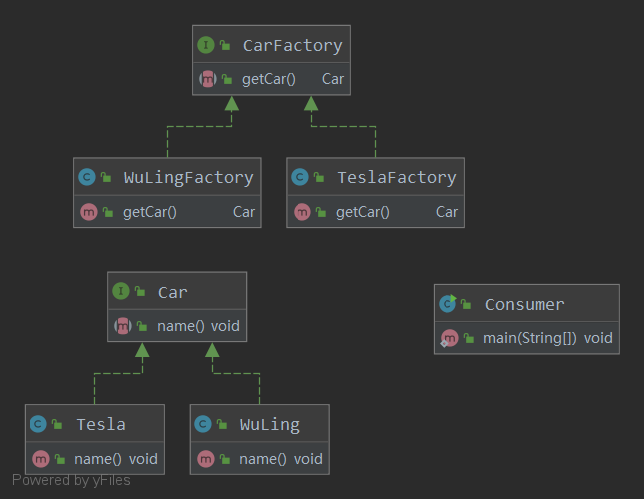 CarFactory
getCar() Car
WuLingFactory
getCar() Car
TeslaFactory
getCar() Car
Car
name() void
Consumer
main(String[]) void
Tesla
name() void
WuLing
name() void
Powered by yFiles